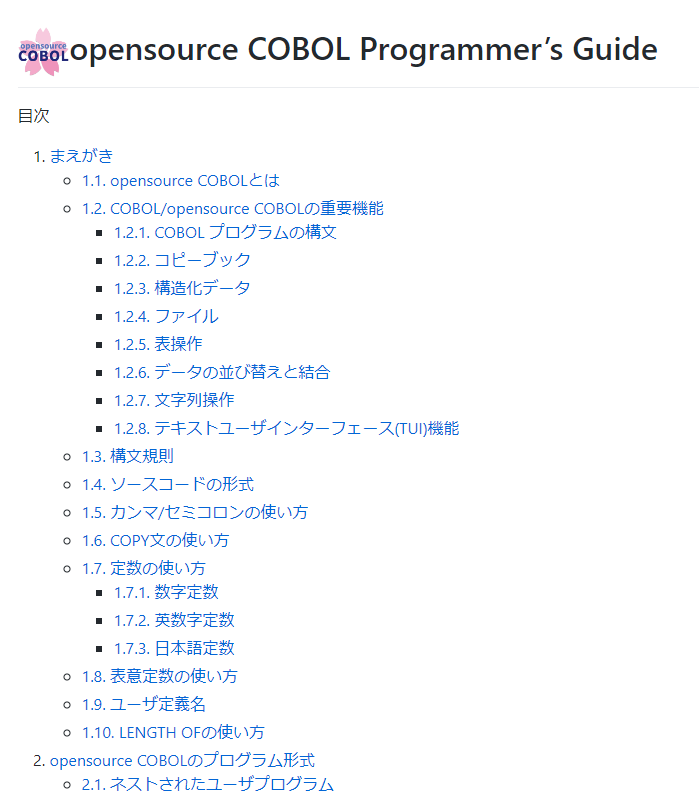 opensource
COBOL
opensource COBOL Programmer’s Guide
目次
1. まえがき
1.1. opensource COBOLとは
1.2. COBOL/opensource COBOLの重要機能
1.2.1. COBOL プログラムの構文
1.2.2. コピーブック
1.2.3. 構造化データ
1.2.4. ファイル
1.2.5. 表操作
1.2.6. データの並び替えと結合
1.2.7. 文字列操作
1.2.8. テキストユーザインターフェース(TUI)機能
1.3. 構文規則
1.4. ソースコードの形式
1.5. カンマ/セミコロンの使い方
1.6. COPY文の使い方
1.7. 定数の使い方
1.7.1. 数字定数
1.7.2. 英数字定数
1.7.3. 日本語定数
1.8. 表意定数の使い方
1.9. ユーザ定義名
1.10. LENGTH OFの使い方
2. opensource COBOLのプログラム形式
2.1. ネストされたユーザプログラム